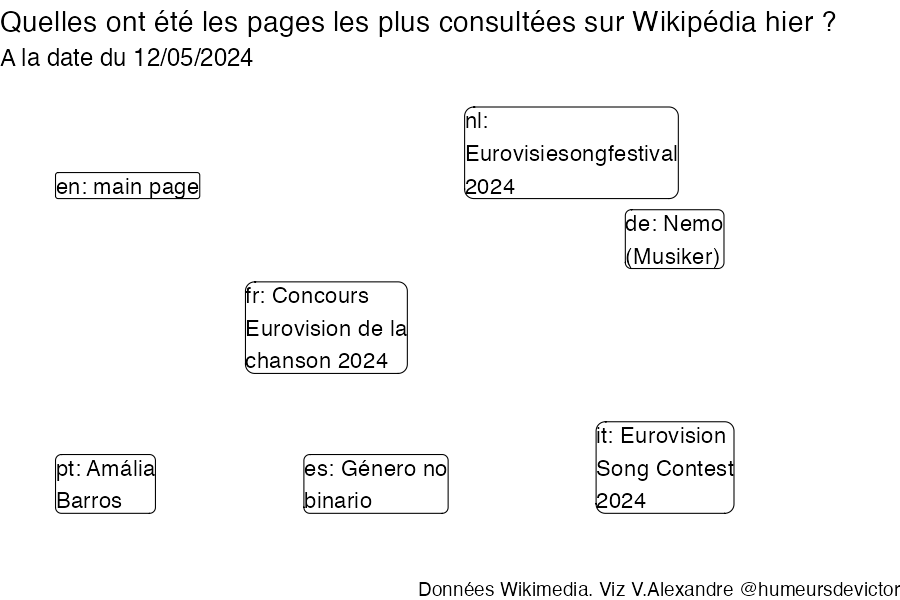 Quelles ont été les pages les plus consultées sur Wikipédia hier ?
A la date du 12/05/2024
nl:
Eurovisiesongfestival
2024
en: main page
de: Nemo
(Musiker)
fr: Concours
Eurovision de la
chanson 2024
it: Eurovision
Song Contest
2024
pt: Amália
Barros
es: Género no
binario
Données Wikimedia. Viz V.Alexandre @humeursdevictor